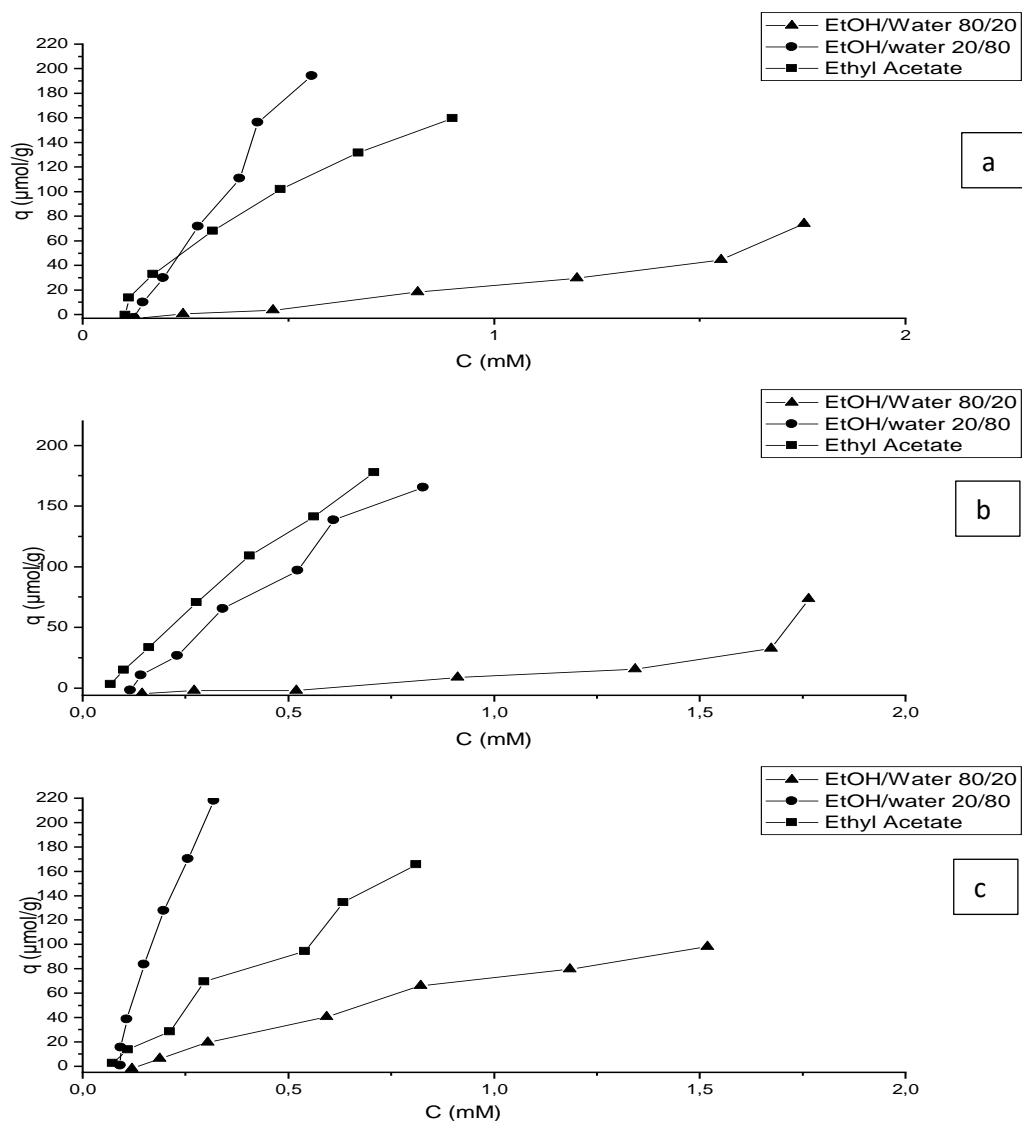 EtOH/Water 80/20
EtOH/water 20/80
Ethyl Acetate
220
200
180
160
140
120
100
80
60
40
20
0
q (µmol/g)
0
1
2
C (mM)
a
EtOH/Water 80/20
EtOH/water 20/80
Ethyl Acetate
200
150
100
50
0
q (µmol/g)
0,0
0,5
1,0
1,5
2,0
C (mM)
b
EtOH/Water 80/20
EtOH/water 20/80
Ethyl Acetate
220
200
180
160
140
120
100
80
60
40
20
0
q (µmol/g)
0,0
0,5
1,0
1,5
2,0
C (mM)
c